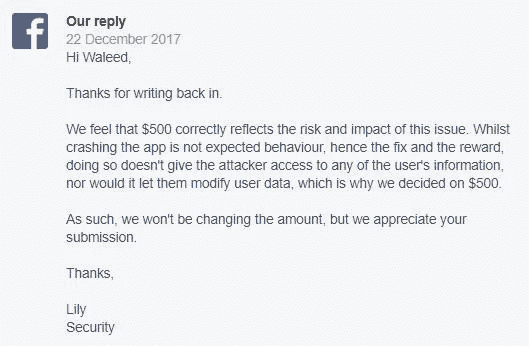 Our reply
22 December 2017
Hi Waleed,
Thanks for writing back in.
We feel that $500 correctly reflects the risk and impact of this issue. Whilst
crashing the app is not expected behaviour, hence the fix and the reward,
doing so doesn't give the attacker access to any of the user's information,
nor would it let them modify user data, which is why we decided on $500.
As such, we won't be changing the amount, but we appreciate your
submission.
Thanks,
Lily
Security